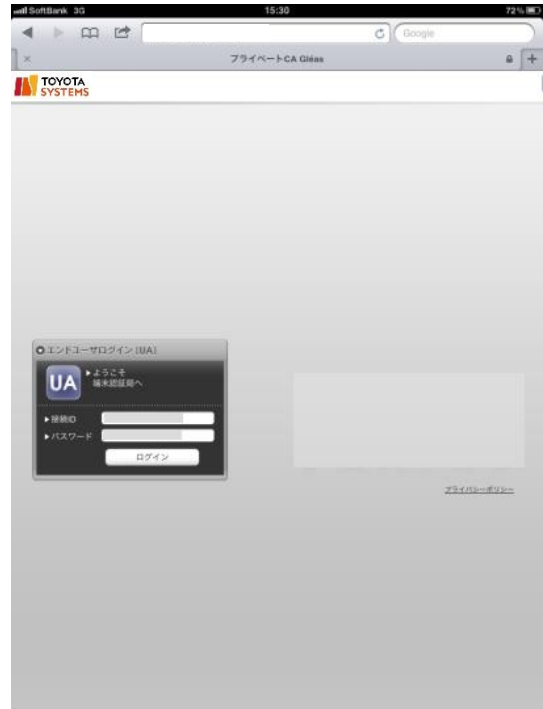 SoftBank 3G 15:30 72%
Google
プライベートCA Gléas
TOYOTA
SYSTEMS
エンドユーザログイン [UA]
UA
ようこそ
端末認証局へ
接続ID
パスワード
ログイン
プライバシーポリシー